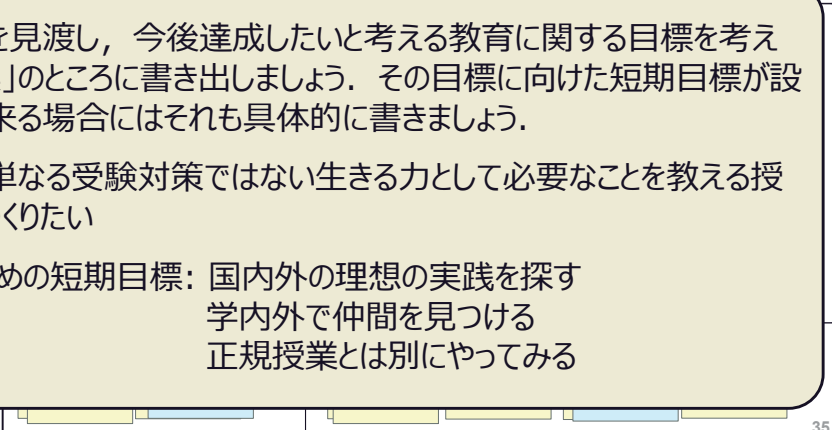 を見渡し，今後達成したいと考える教育に関する目標を考え
」のところに書き出しましょう．その目標に向けた短期目標が設
来る場合にはそれも具体的に書きましょう．
単なる受験対策ではない生きる力として必要なことを教える授
くりたい
めの短期目標: 国内外の理想の実践を探す
学内外で仲間を見つける
正規授業とは別にやってみる
35